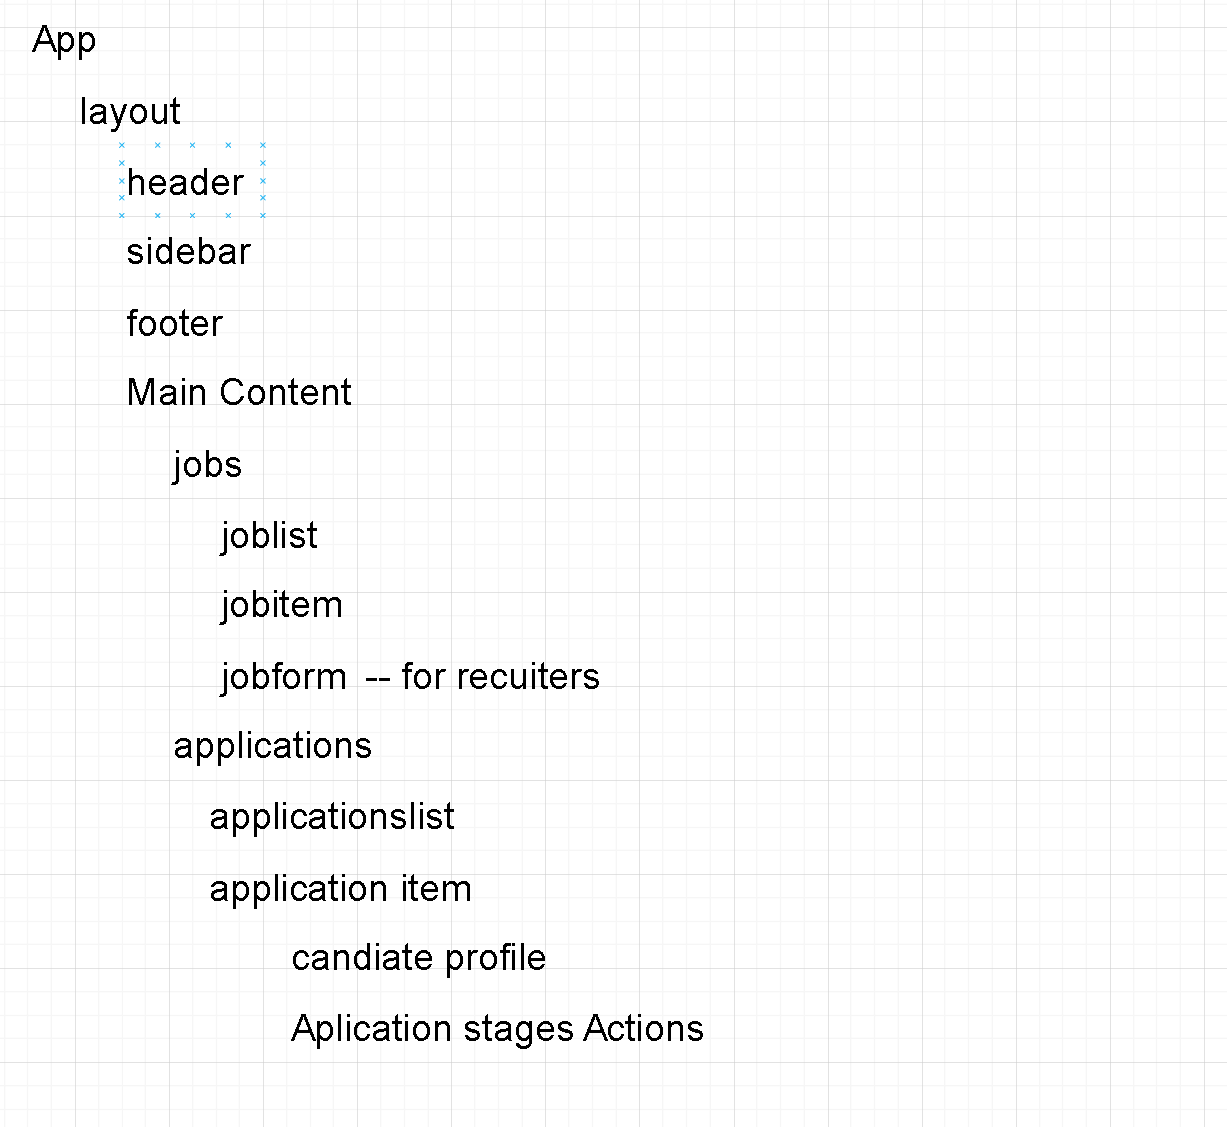 App
layout
header
sidebar
footer
Main Content
jobs
joblist
jobitem
jobform -- for recuiters
applications
applicationslist
application item
candiate profile
Aplication stages Actions